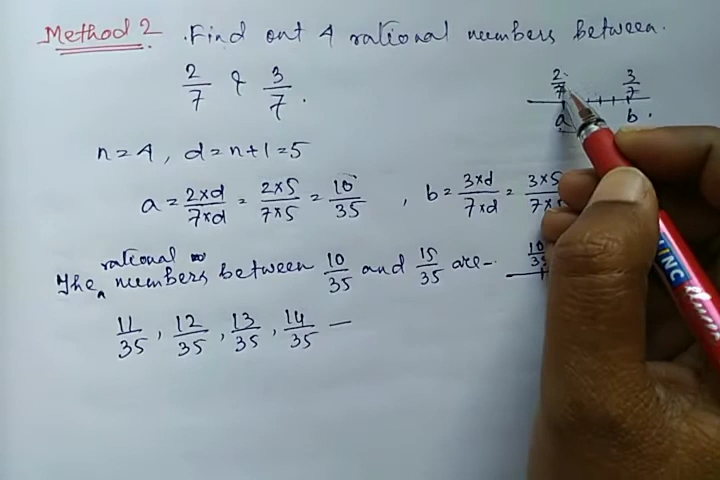 Method 2 . Find out 4 rational numbers between.
2/7 & 3/7 .
2/7 3/7
a b .
n = 4 , d = n+1 = 5
a = 2×d/7×d = 2×5/7×5 = 10/35 , b = 3×d/7×d = 3×5/7×
The rational numbers between 10/35 and 15/35 are-
11/35 , 12/35 , 13/35 , 14/35 —